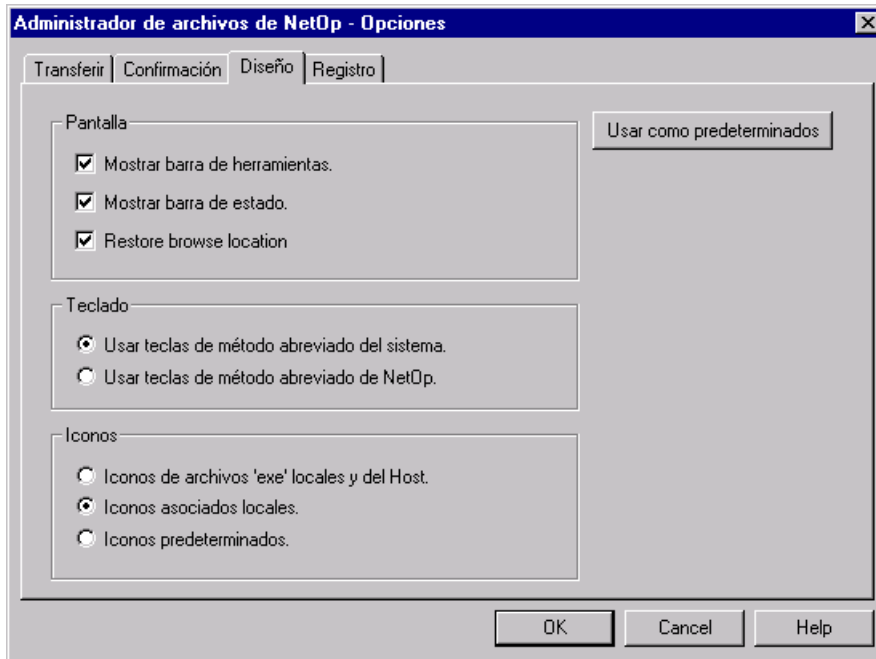 Administrador de archivos de NetOp - Opciones
Transferir Confirmación Diseño Registro
Pantalla
Usar como predeterminados
Mostrar barra de herramientas.
Mostrar barra de estado.
Restore browse location
Teclado
Usar teclas de método abreviado del sistema.
Usar teclas de método abreviado de NetOp.
Iconos
Iconos de archivos 'exe' locales y del Host.
Iconos asociados locales.
Iconos predeterminados.
OK Cancel Help